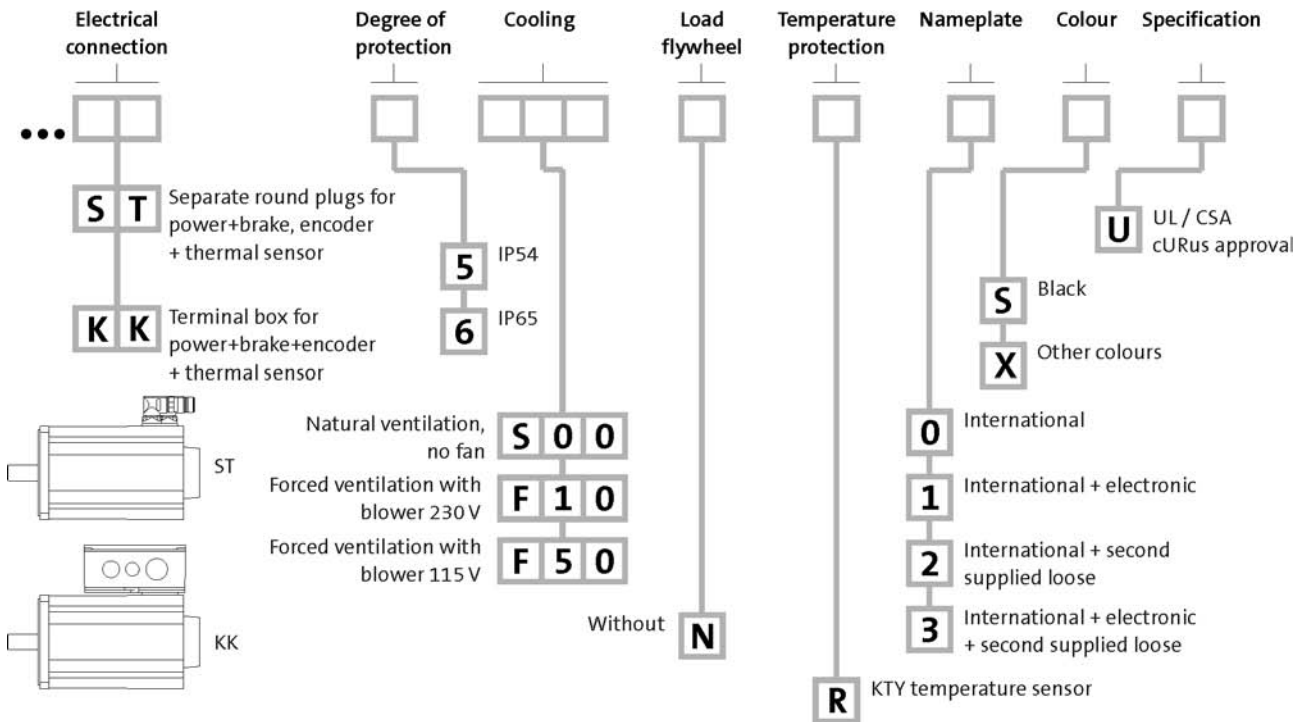 Electrical
connection
Degree of
protection
Cooling
Load
flywheel
Temperature
protection
Nameplate
Colour
Specification
•••
S T
Separate round plugs for
power+brake, encoder
+ thermal sensor
K K
Terminal box for
power+brake+encoder
+ thermal sensor
ST
KK
5
IP54
6
IP65
Natural ventilation,
no fan
S 0 0
Forced ventilation with
blower 230 V
F 1 0
Forced ventilation with
blower 115 V
F 5 0
Without
N
R
KTY temperature sensor
0
International
1
International + electronic
2
International + second
supplied loose
3
International + electronic
+ second supplied loose
S
Black
X
Other colours
U
UL / CSA
cURus approval